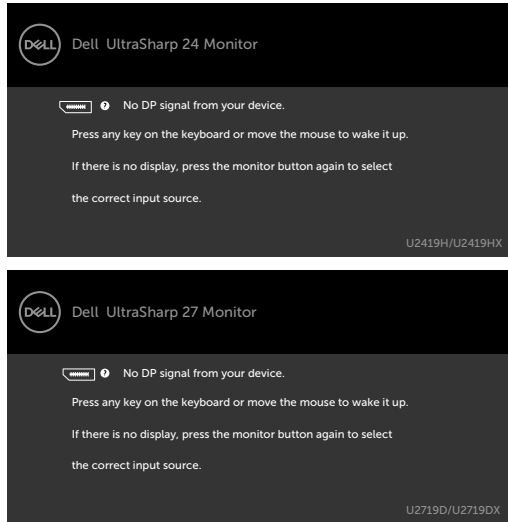 DELL Dell UltraSharp 24 Monitor
? No DP signal from your device.
Press any key on the keyboard or move the mouse to wake it up.
If there is no display, press the monitor button again to select
the correct input source.
U2419H/U2419HX
DELL Dell UltraSharp 27 Monitor
? No DP signal from your device.
Press any key on the keyboard or move the mouse to wake it up.
If there is no display, press the monitor button again to select
the correct input source.
U2719D/U2719DX